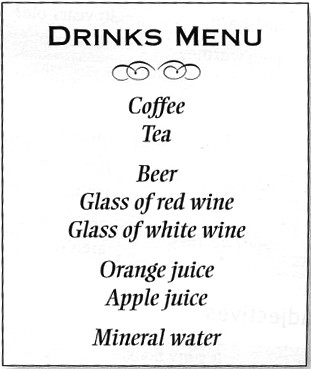 DRINKS MENU
Coffee
Tea
Beer
Glass of red wine
Glass of white wine
Orange juice
Apple juice
Mineral water